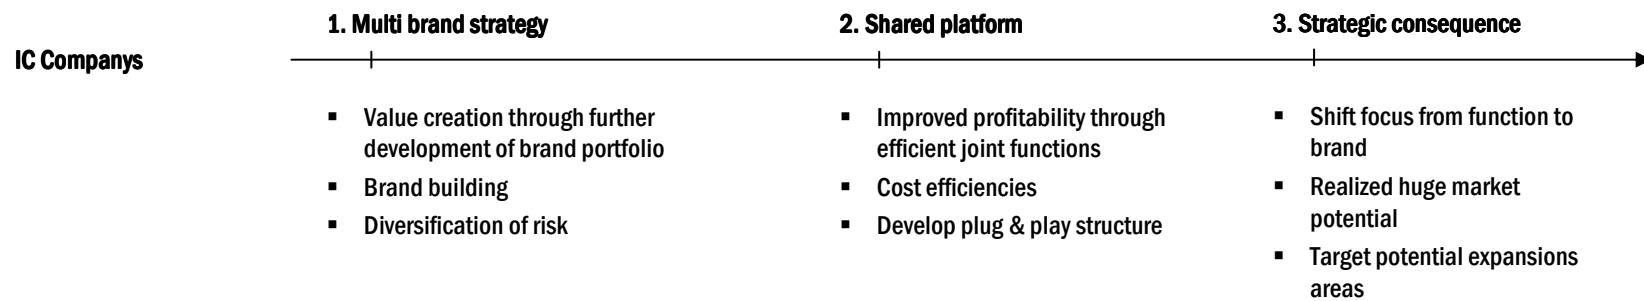 1. Multi brand strategy
2. Shared platform
3. Strategic consequence
IC Companys
▪ Value creation through further
development of brand portfolio
▪ Brand building
▪ Diversification of risk
▪ Improved profitability through
efficient joint functions
▪ Cost efficiencies
▪ Develop plug & play structure
▪ Shift focus from function to
brand
▪ Realized huge market
potential
▪ Target potential expansions
areas